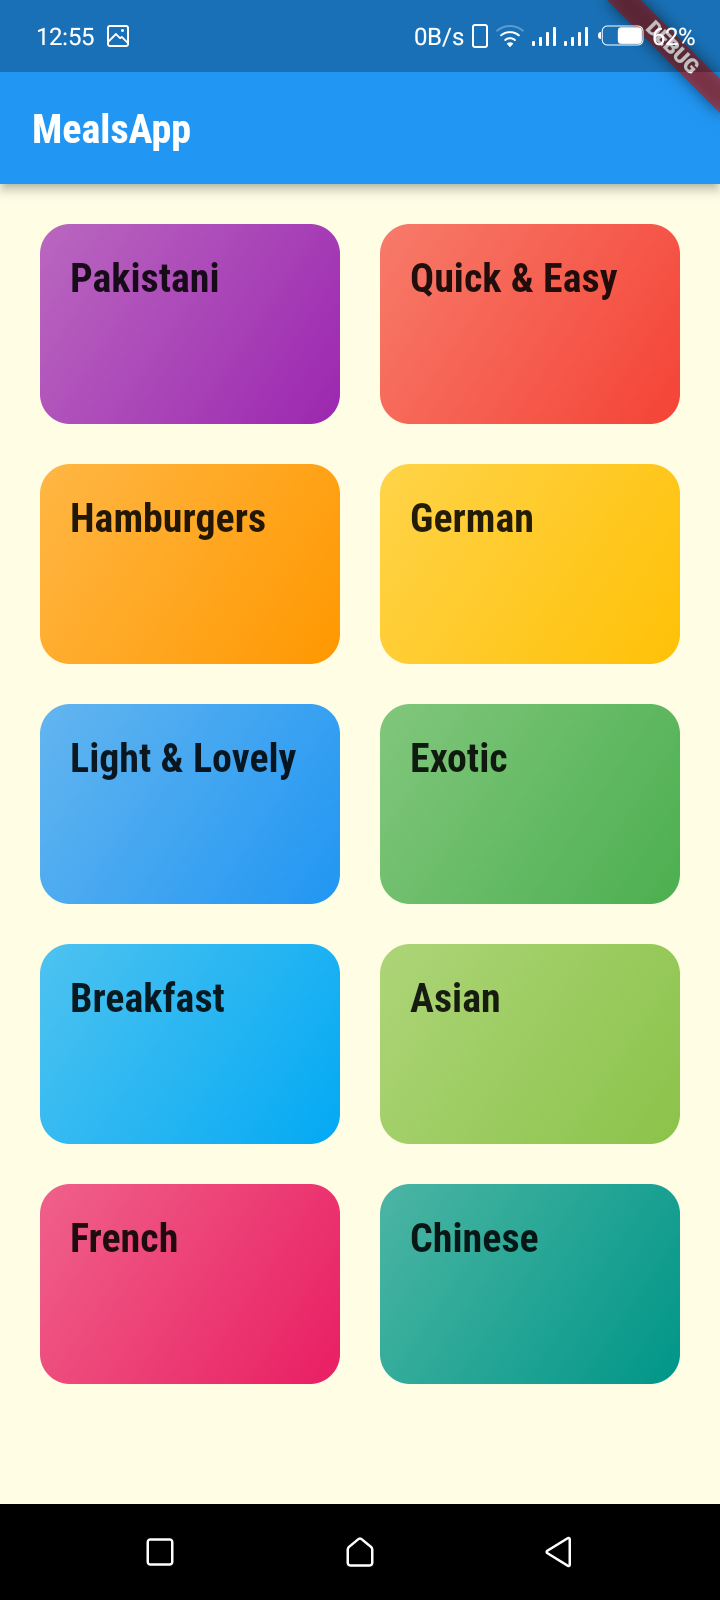 12:55 0B/s 62%
DEBUG
MealsApp
Pakistani Quick & Easy
Hamburgers German
Light & Lovely Exotic
Breakfast Asian
French Chinese